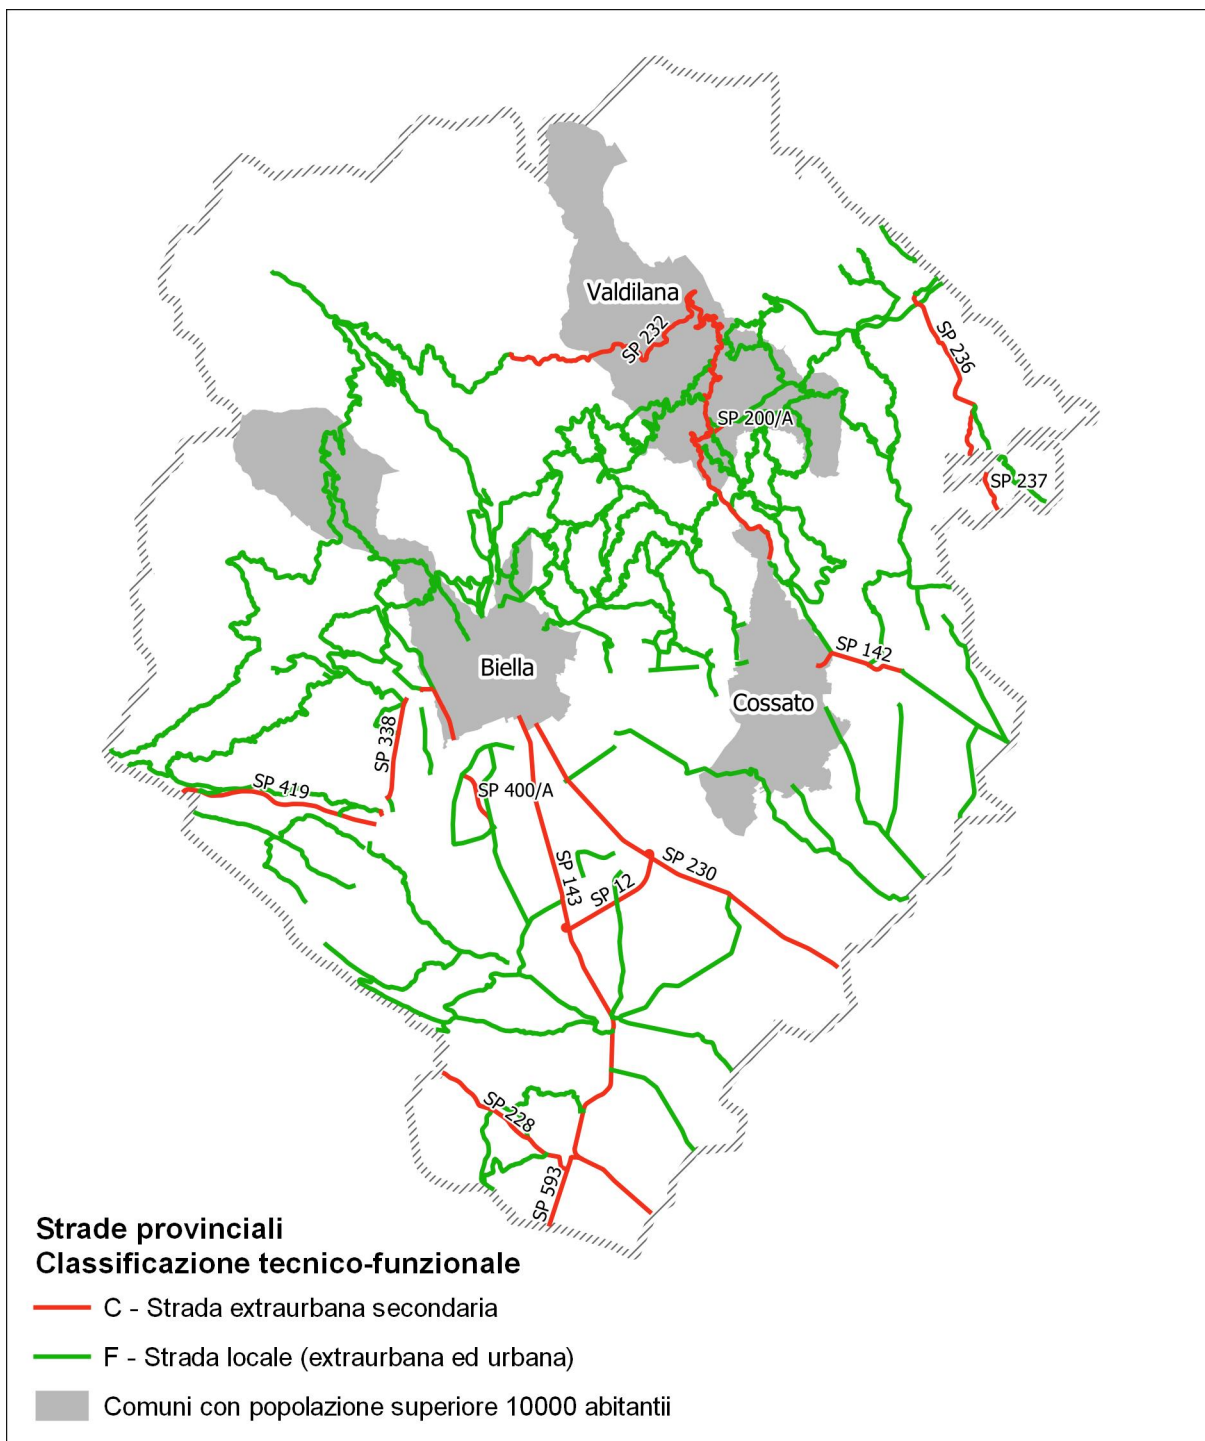 Valdilana
SP 232
SP 236
SP 200/A
SP 237
SP 142
Biella
Cossato
SP 338
SP 419
SP 400/A
SP 143
SP 12
SP 230
SP 228
SP 593
Strade provinciali
Classificazione tecnico-funzionale
C - Strada extraurbana secondaria
F - Strada locale (extraurbana ed urbana)
Comuni con popolazione superiore 10000 abitantii